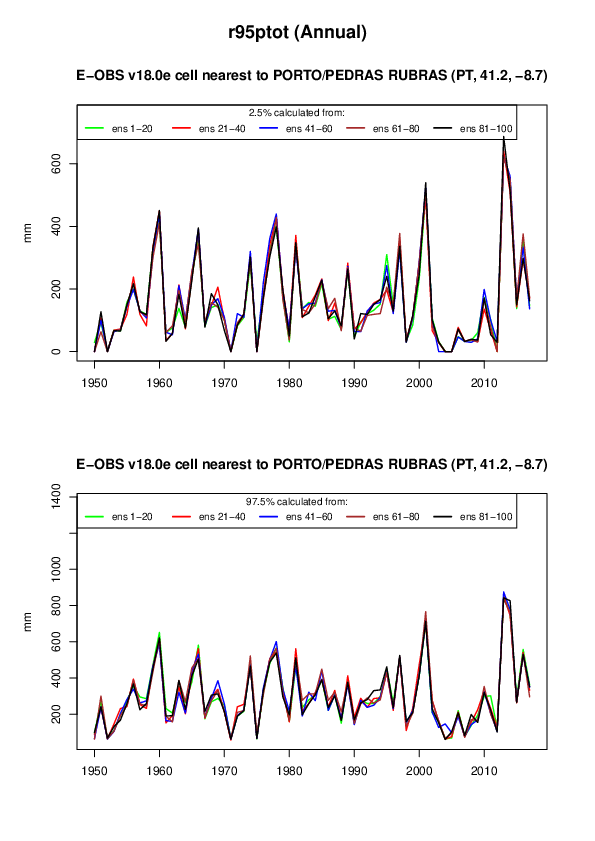 r95ptot (Annual)
E−OBS v18.0e cell nearest to PORTO/PEDRAS RUBRAS (PT, 41.2, −8.7)
2.5% calculated from:
ens 1−20 ens 21−40 ens 41−60 ens 61−80 ens 81−100
600
400
200
0
mm
1950 1960 1970 1980 1990 2000 2010
E−OBS v18.0e cell nearest to PORTO/PEDRAS RUBRAS (PT, 41.2, −8.7)
97.5% calculated from:
ens 1−20 ens 21−40 ens 41−60 ens 61−80 ens 81−100
1400
1000
800
600
400
200
mm
1950 1960 1970 1980 1990 2000 2010